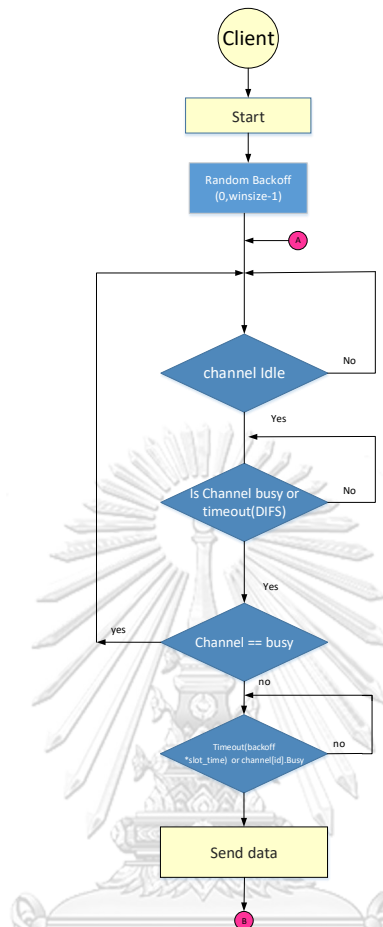 Client
Start
Random Backoff
(0,winsize-1)
A
channel Idle
No
Yes
Is Channel busy or
timeout(DIFS)
No
Yes
yes
Channel == busy
no
Timeout(backoff
*slot_time) or channel[id].Busy
no
Send data
B